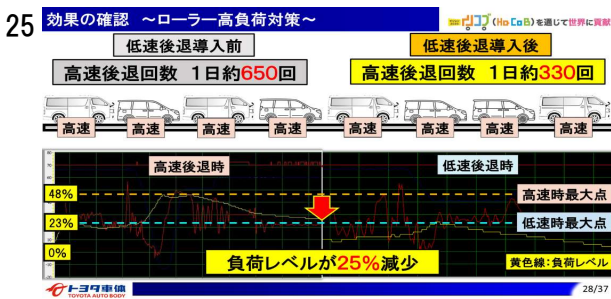 25
効果の確認 ~ローラー高負荷対策~
(Ho Co B)を通じて世界に貢献
低速後退導入前
低速後退導入後
高速後退回数 1日約650回
高速後退回数 1日約330回
高速 高速 高速 高速 高速 高速 高速 高速
高速後退時
低速後退時
48%
高速時最大点
23%
低速時最大点
0%
負荷レベルが25%減少
黄色線:負荷レベル
トヨタ車体
TOYOTA AUTO BODY
28/37